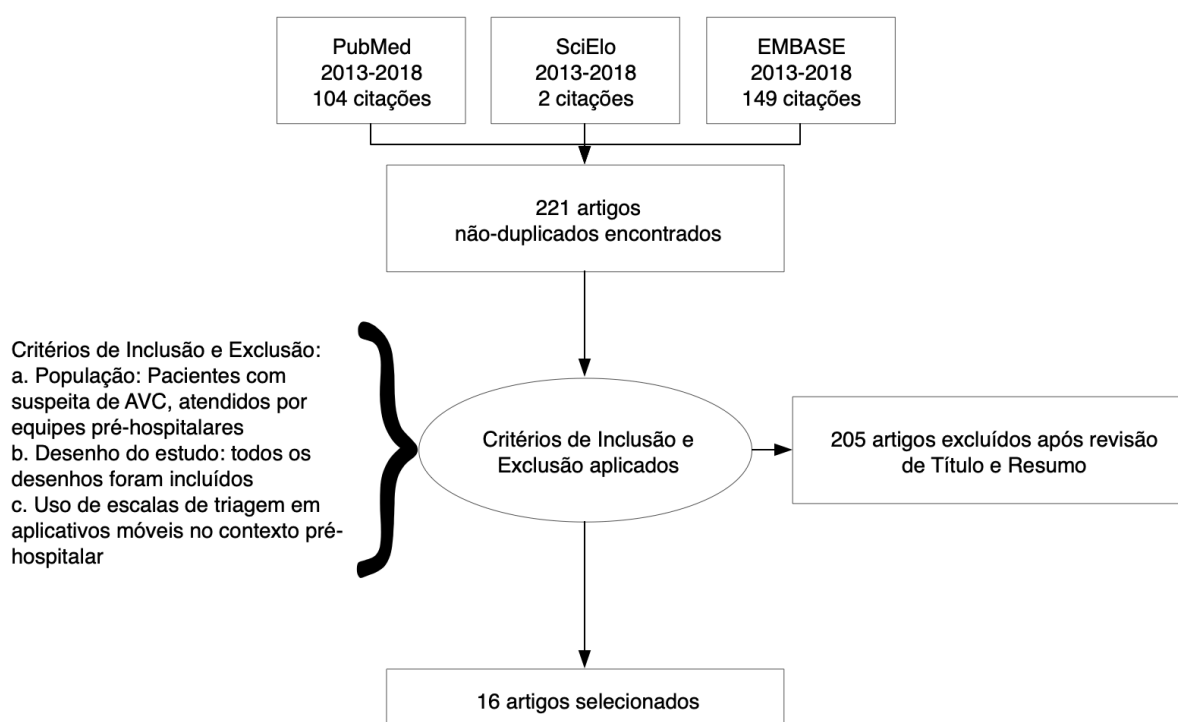 PubMed
2013-2018
104 citações
SciElo
2013-2018
2 citações
EMBASE
2013-2018
149 citações
221 artigos
não-duplicados encontrados
Critérios de Inclusão e Exclusão:
a. População: Pacientes com
suspeita de AVC, atendidos por
equipes pré-hospitalares
b. Desenho do estudo: todos os
desenhos foram incluídos
c. Uso de escalas de triagem em
aplicativos móveis no contexto pré-
hospitalar
Critérios de Inclusão e
Exclusão aplicados
205 artigos excluídos após revisão
de Título e Resumo
16 artigos selecionados